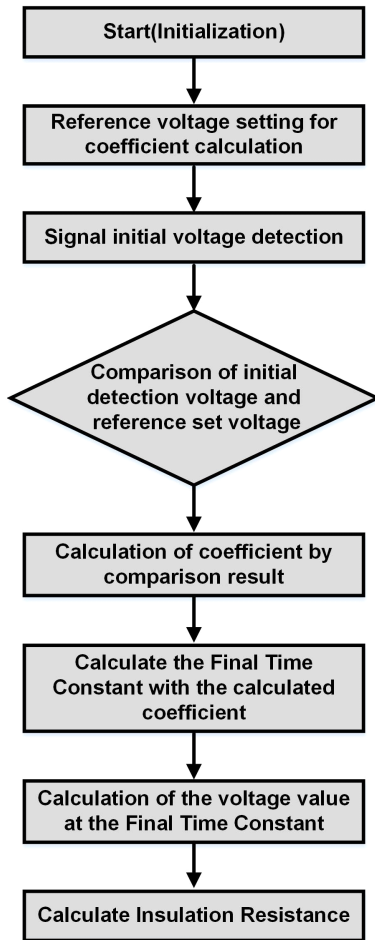 Start(Initialization)
Reference voltage setting for
coefficient calculation
Signal initial voltage detection
Comparison of initial
detection voltage and
reference set voltage
Calculation of coefficient by
comparison result
Calculate the Final Time
Constant with the calculated
coefficient
Calculation of the voltage value
at the Final Time Constant
Calculate Insulation Resistance